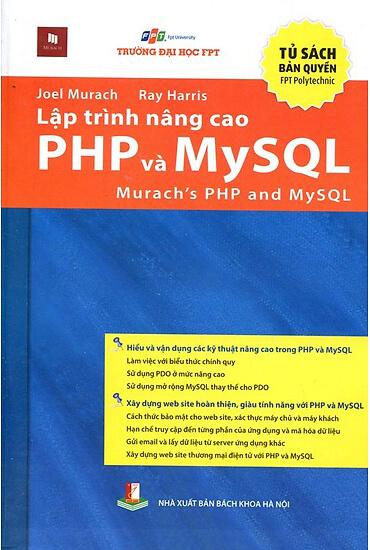 MURACH
FPT Fpt University
TRƯỜNG ĐẠI HỌC FPT
TỦ SÁCH
BẢN QUYỀN
FPT Polytechnic
Joel Murach Ray Harris
Lập trình nâng cao
PHP và MySQL
Murach's PHP and MySQL
Hiểu và vận dụng các kỹ thuật nâng cao trong PHP và MySQL
Làm việc với biểu thức chính quy
Sử dụng PDO ở mức nâng cao
Sử dụng mở rộng MySQL thay thế cho PDO
Xây dựng web site hoàn thiện, giàu tính năng với PHP và MySQL
Cách thức bảo mật cho web site, xác thực máy chủ và máy khách
Hạn chế truy cập đến từng phần của ứng dụng và mã hóa dữ liệu
Gửi email và lấy dữ liệu từ server ứng dụng khác
Xây dựng web site thương mại điện tử với PHP và MySQL
NHÀ XUẤT BẢN BÁCH KHOA HÀ NỘI